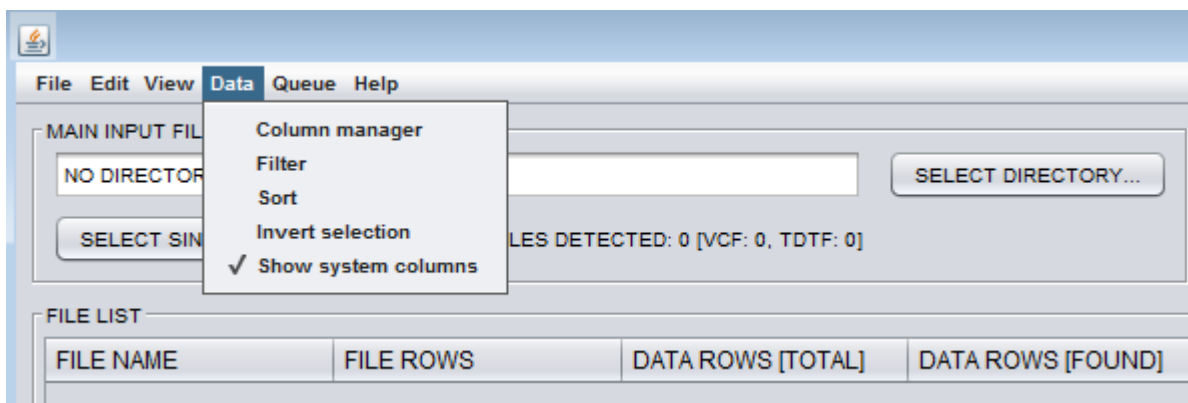 File Edit View Data Queue Help
MAIN INPUT FIL
Column manager
NO DIRECTOR
Filter
SELECT DIRECTORY...
Sort
SELECT SIN
Invert selection
LES DETECTED: 0 [VCF: 0, TDTF: 0]
✓ Show system columns
FILE LIST
FILE NAME FILE ROWS DATA ROWS [TOTAL] DATA ROWS [FOUND]